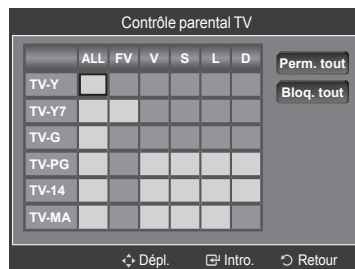 Contrôle parental TV
ALL FV V S L D
Perm. tout
Bloq. tout
TV-Y
TV-Y7
TV-G
TV-PG
TV-14
TV-MA
Dépl. Intro. Retour